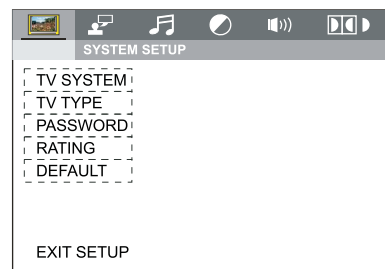 SYSTEM SETUP
TV SYSTEM
TV TYPE
PASSWORD
RATING
DEFAULT
EXIT SETUP